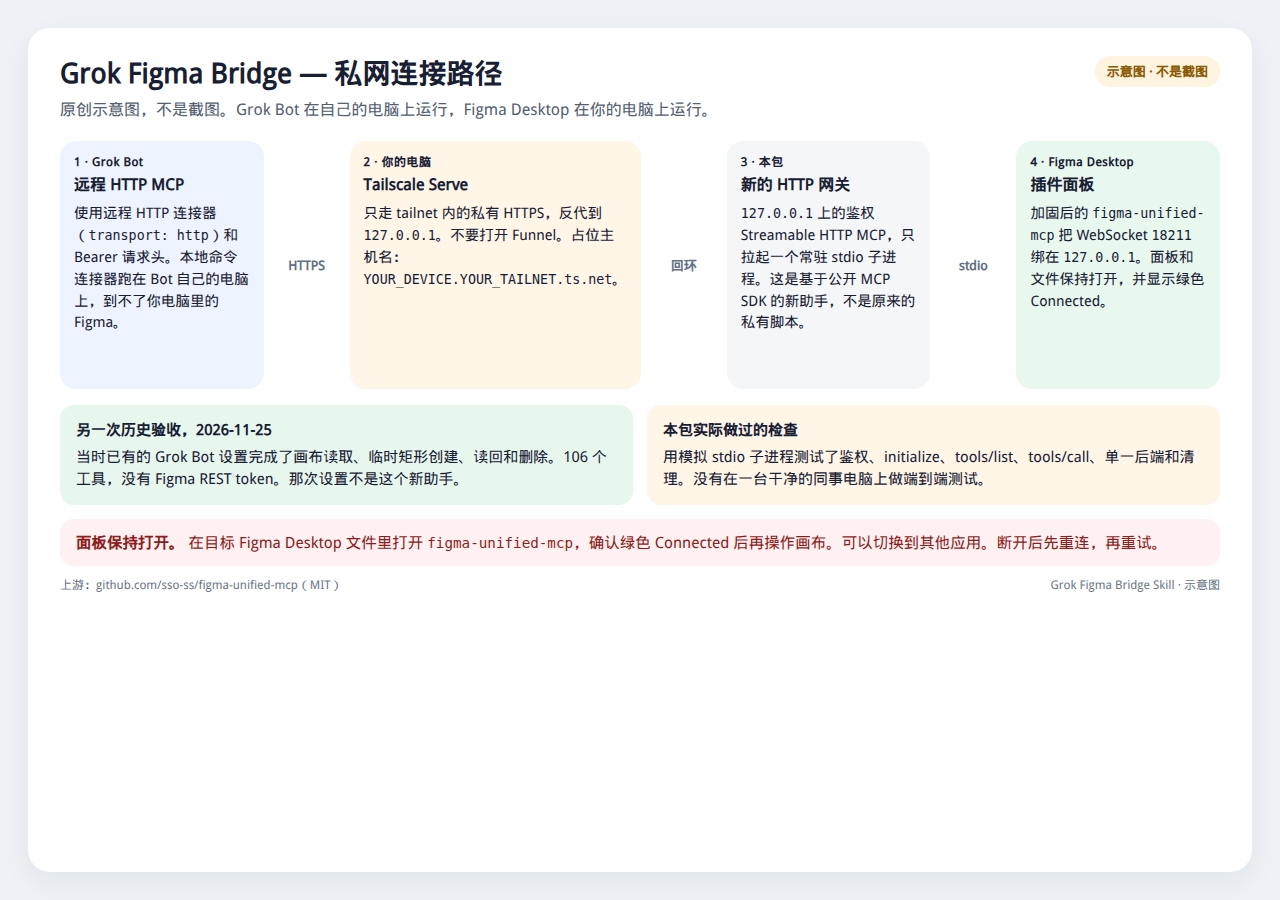 Grok Figma Bridge — 私网连接路径
示意图 · 不是截图
原创示意图，不是截图。Grok Bot 在自己的电脑上运行，Figma Desktop 在你的电脑上运行。
1 · Grok Bot
远程 HTTP MCP
使用远程 HTTP 连接器
（transport: http）和
Bearer 请求头。本地命令
连接器跑在 Bot 自己的电脑
上，到不了你电脑里的
Figma。
HTTPS
2 · 你的电脑
Tailscale Serve
只走 tailnet 内的私有 HTTPS，反代到
127.0.0.1。不要打开 Funnel。占位主
机名：
YOUR_DEVICE.YOUR_TAILNET.ts.net。
回环
3 · 本包
新的 HTTP 网关
127.0.0.1 上的鉴权
Streamable HTTP MCP，只
拉起一个常驻 stdio 子进
程。这是基于公开 MCP
SDK 的新助手，不是原来的
私有脚本。
stdio
4 · Figma Desktop
插件面板
加固后的 figma-unified-
mcp 把 WebSocket 18211
绑在 127.0.0.1。面板和
文件保持打开，并显示绿色
Connected。
另一次历史验收，2026-11-25
当时已有的 Grok Bot 设置完成了画布读取、临时矩形创建、读回和删除。106 个
工具，没有 Figma REST token。那次设置不是这个新助手。
本包实际做过的检查
用模拟 stdio 子进程测试了鉴权、initialize、tools/list、tools/call、单一后端和清
理。没有在一台干净的同事电脑上做端到端测试。
面板保持打开。 在目标 Figma Desktop 文件里打开 figma-unified-mcp，确认绿色 Connected 后再操作画布。可以切换到其他应用。断开后先重连，再重试。
上游：github.com/sso-ss/figma-unified-mcp（MIT）
Grok Figma Bridge Skill · 示意图